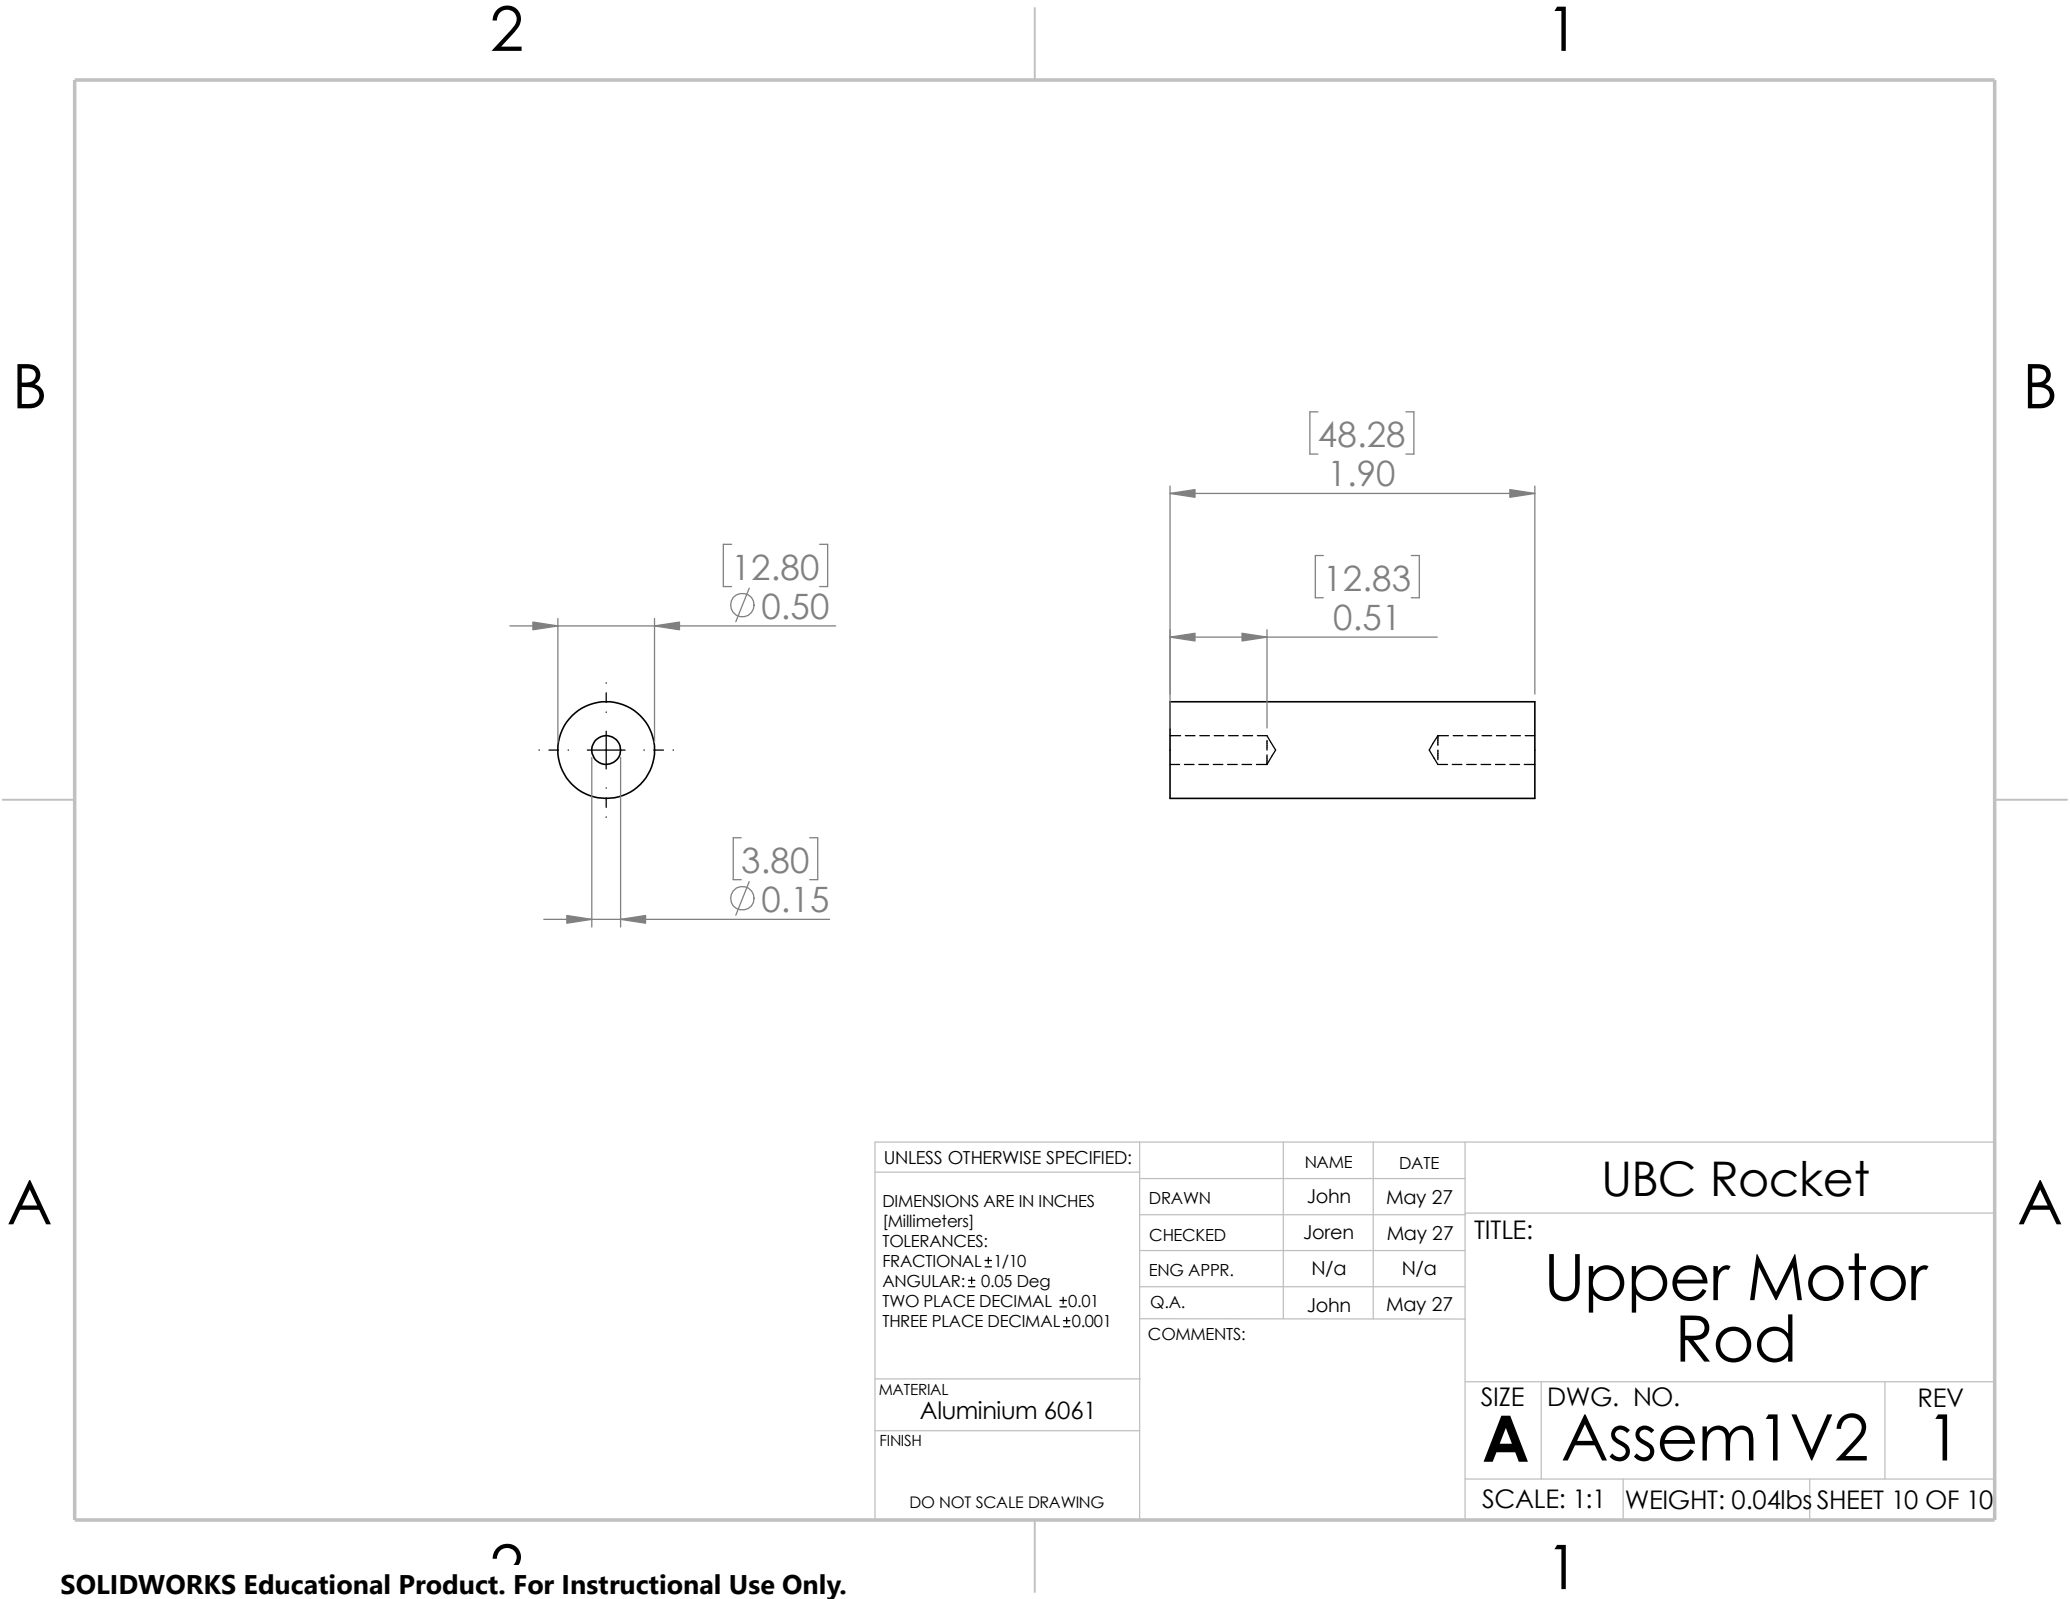 2
1
B
B
[48.28]
1.90
[12.80]
∅0.50
[12.83]
0.51
[3.80]
∅0.15
A
A
UNLESS OTHERWISE SPECIFIED:
DIMENSIONS ARE IN INCHES
[Millimeters]
TOLERANCES:
FRACTIONAL±1/10
ANGULAR:± 0.05 Deg
TWO PLACE DECIMAL ±0.01
THREE PLACE DECIMAL±0.001
MATERIAL
Aluminium 6061
FINISH
DO NOT SCALE DRAWING
NAME DATE
DRAWN John May 27
CHECKED Joren May 27
ENG APPR. N/a N/a
Q.A. John May 27
COMMENTS:
UBC Rocket
TITLE:
Upper Motor
Rod
SIZE DWG. NO. REV
A Assem1V2 1
SCALE: 1:1 WEIGHT: 0.04lbs SHEET 10 OF 10
2
1
SOLIDWORKS Educational Product. For Instructional Use Only.